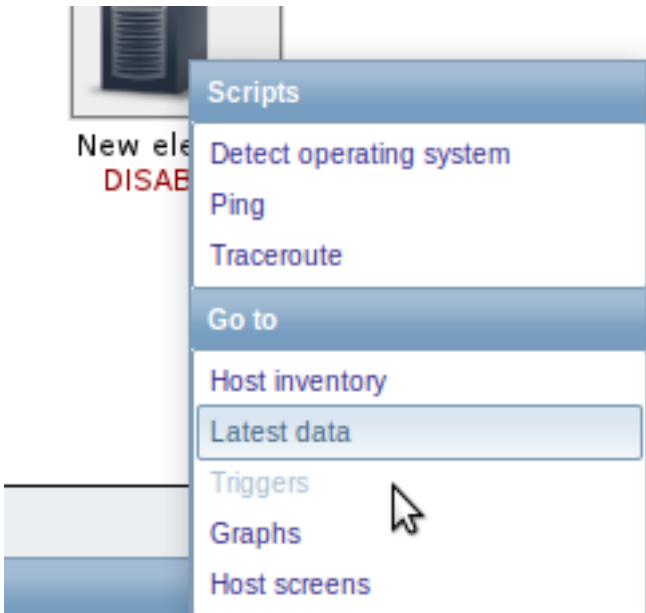 Scripts
New ele
Detect operating system
DISAB
Ping
Traceroute
Go to
Host inventory
Latest data
Triggers
Graphs
Host screens